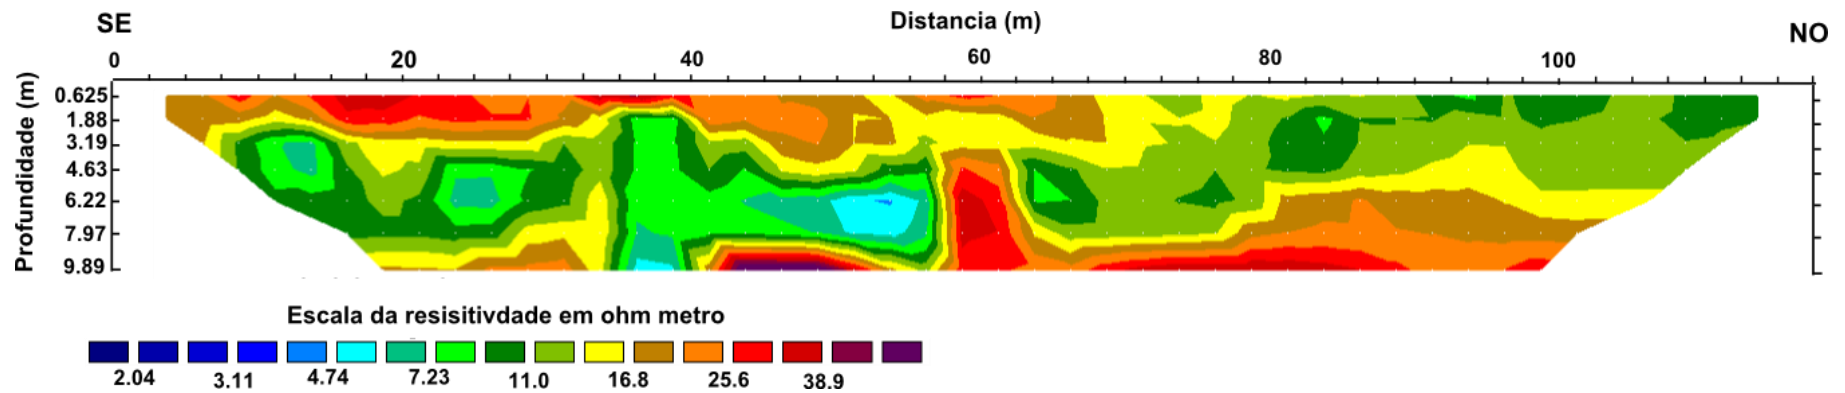 SE
Distancia (m)
NO
0 20 40 60 80 100
Profundidade (m)
0.625
1.88
3.19
4.63
6.22
7.97
9.89
Escala da resisitivdade em ohm metro
2.04 3.11 4.74 7.23 11.0 16.8 25.6 38.9